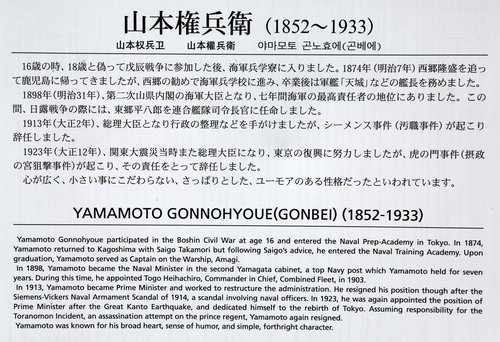 山本権兵衛 (1852～1933)
山本权兵卫 山本權兵衛 야마모토 곤노효에(곤베에)
16歳の時、18歳と偽って戊辰戦争に参加した後、海軍兵学寮に入りました。1874年(明治7年)西郷隆盛を追っ
て鹿児島に帰ってきましたが、西郷の勧めで海軍兵学校に進み、卒業後は軍艦「天城」などの艦長を務めました。
1898年(明治31年)、第二次山県内閣の海軍大臣となり、七年間海軍の最高責任者の地位にありました。この
間、日露戦争の際には、東郷平八郎を連合艦隊司令長官に任命しました。
1913年(大正2年)、総理大臣となり行政の整理などを手がけましたが、シーメンス事件(汚職事件)が起こり
辞任しました。
1923年(大正12年)、関東大震災当時また総理大臣になり、東京の復興に努力しましたが、虎の門事件(摂政
の宮狙撃事件)が起こり、その責任をとって辞任しました。
心が広く、小さい事にこだわらない、さっぱりとした、ユーモアのある性格だったといわれています。
YAMAMOTO GONNOHYOUE(GONBEI) (1852-1933)
Yamamoto Gonnohyoue participated in the Boshin Civil War at age 16 and entered the Naval Prep-Academy in Tokyo. In 1874,
Yamamoto returned to Kagoshima with Saigo Takamori but following Saigo's advice, he entered the Naval Training Academy. Upon
graduation, Yamamoto served as Captain on the Warship, Amagi.
In 1898, Yamamoto became the Naval Minister in the second Yamagata cabinet, a top Navy post which Yamamoto held for seven
years. During this time, he appointed Togo Heihachiro, Commander in Chief, Combined Fleet, in 1903.
In 1913, Yamamoto became Prime Minister and worked to restructure the administration. He resigned his position though after the
Siemens-Vickers Naval Armament Scandal of 1914, a scandal involving naval officers. In 1923, he was again appointed the position of
Prime Minister after the Great Kanto Earthquake, and dedicated himself to the rebirth of Tokyo. Assuming responsibility for the
Toranomon Incident, an assassination attempt on the prince regent, Yamamoto again resigned.
Yamamoto was known for his broad heart, sense of humor, and simple, forthright character.